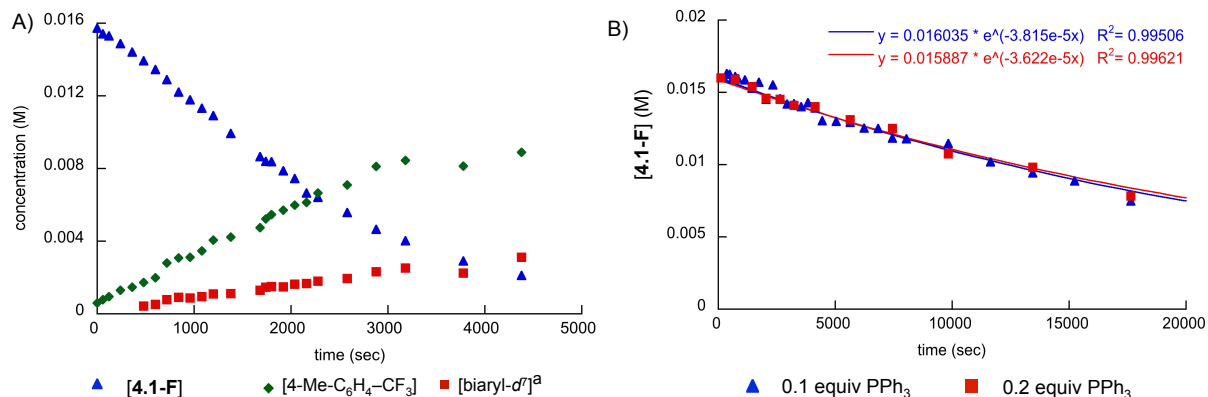 A)
0.016
0.012
0.008
0.004
0
concentration (M)
0 1000 2000 3000 4000 5000
time (sec)
[4.1-F] [4-Me-C₆H₄–CF₃] [biaryl-d⁷]ᵃ
B)
0.02
0.015
0.01
0.005
0
[4.1-F] (M)
y = 0.016035 * e^(-3.815e-5x) R²= 0.99506
y = 0.015887 * e^(-3.622e-5x) R²= 0.99621
0 5000 10000 15000 20000
time (sec)
0.1 equiv PPh₃ 0.2 equiv PPh₃